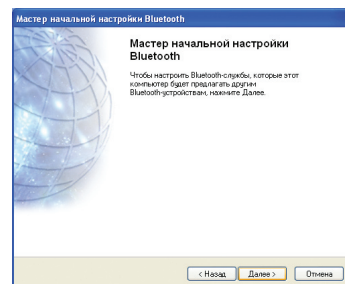 Мастер начальной настройки Bluetooth
Мастер начальной настройки
Bluetooth
Чтобы настроить Bluetooth-службы, которые этот
компьютер будет предлагать другим
Bluetooth-устройствам, нажмите Далее.
< Назад
Далее >
Отмена